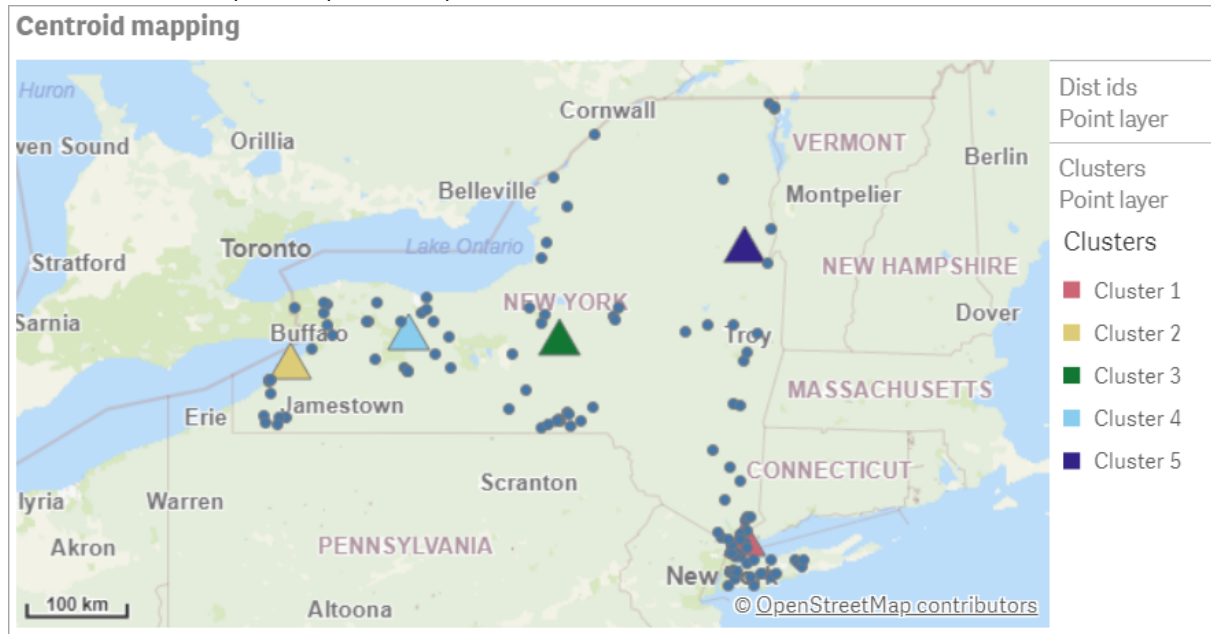 Centroid mapping
Huron
Cornwall
Dist ids
Point layer
ven Sound
Orillia
VERMONT
Berlin
Clusters
Point layer
Belleville
Montpelier
Toronto
Lake Ontario
Clusters
Stratford
NEW HAMPSHIRE
Cluster 1
NEW YORK
Sarnia
Buffalo
Troy
Dover
Cluster 2
Cluster 3
MASSACHUSETTS
Erie
Jamestown
Cluster 4
CONNECTICUT
Cluster 5
Scranton
lyria
Warren
Akron
PENNSYLVANIA
New York
100 km
Altoona
© OpenStreetMap contributors